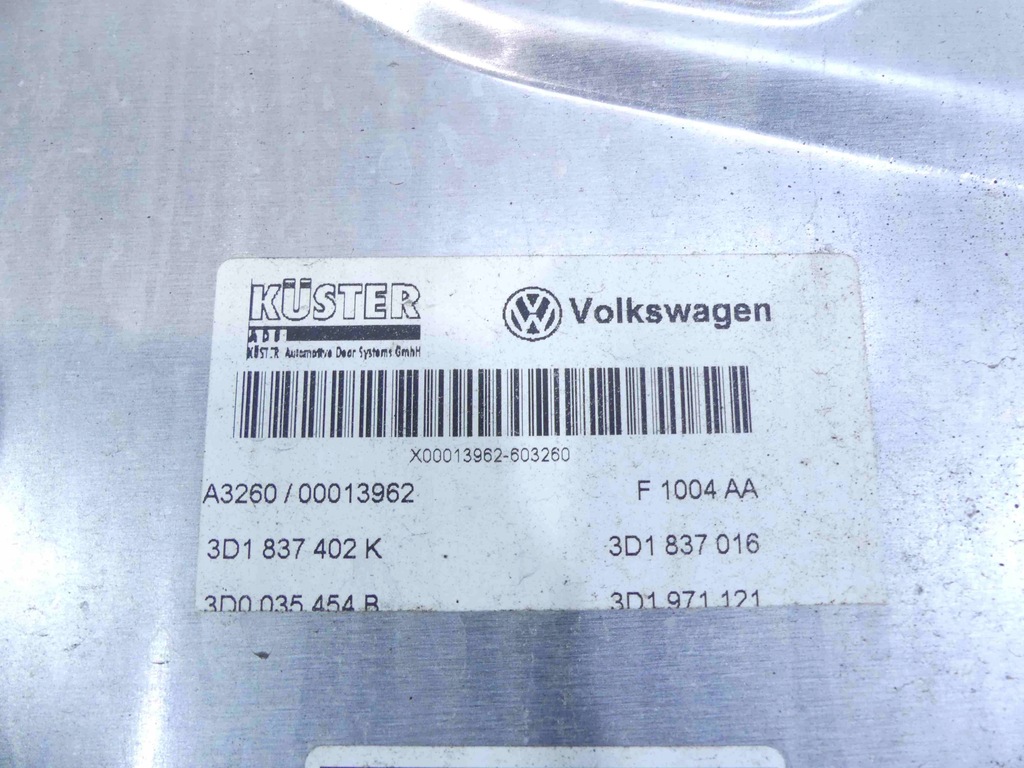 KÜSTER
Volkswagen
KÜSTER Automotive Door Systems GmbH
X00013962-603260
A3260 / 00013962 F 1004 AA
3D1 837 402 K 3D1 837 016
3D0 035 454 B 3D1 971 121